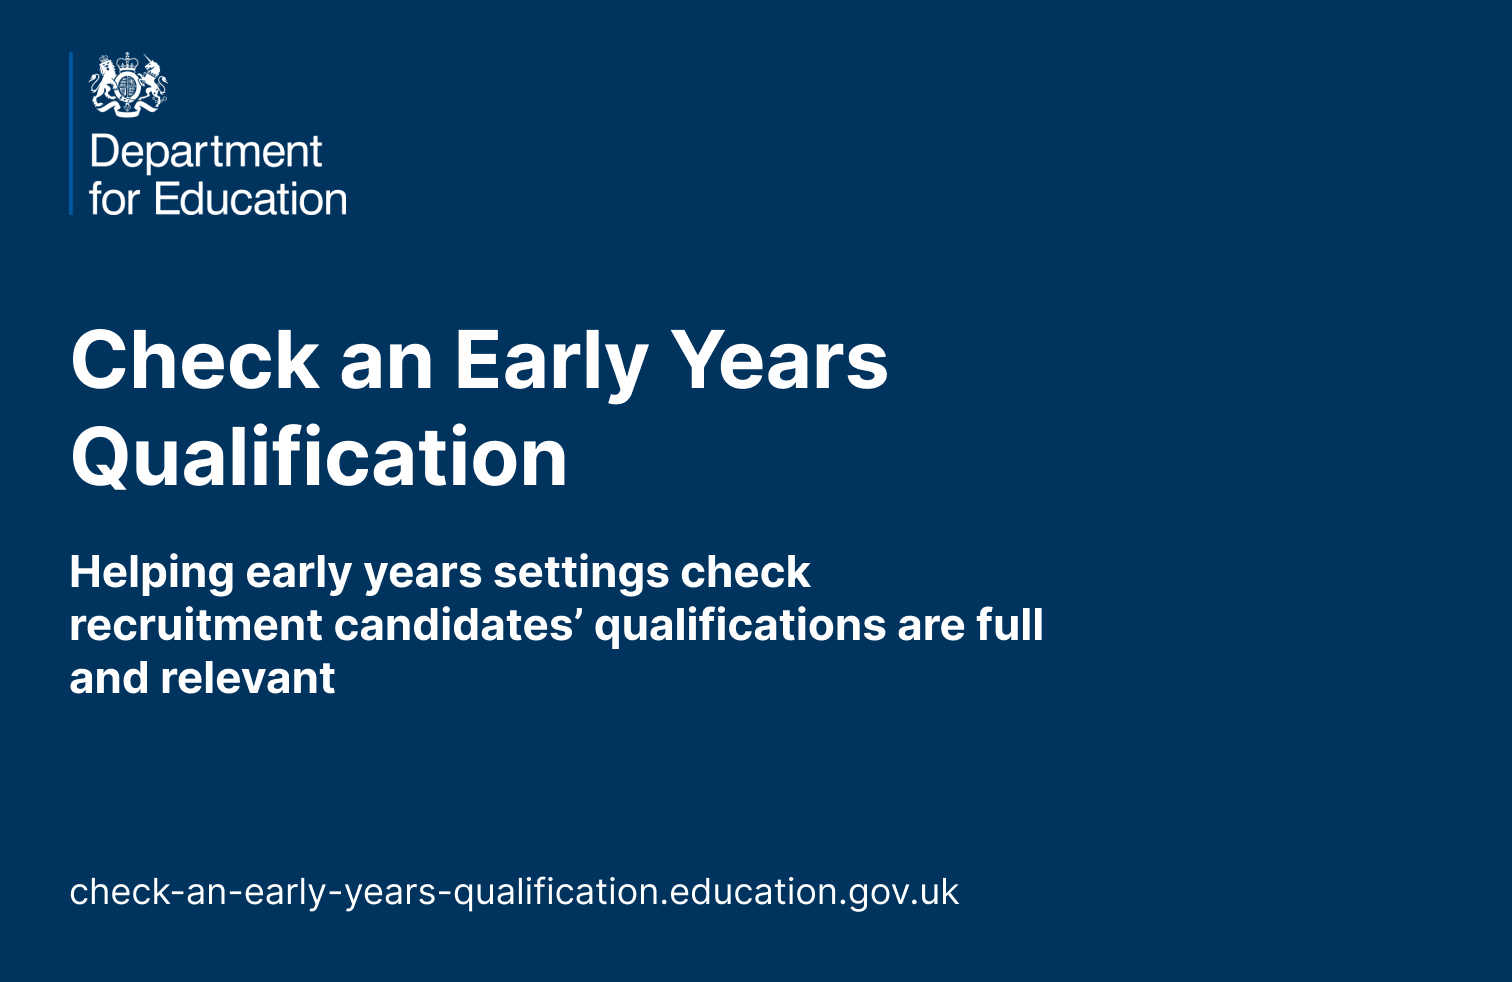 Department
for Education
Check an Early Years
Qualification
Helping early years settings check
recruitment candidates’ qualifications are full
and relevant
check-an-early-years-qualification.education.gov.uk